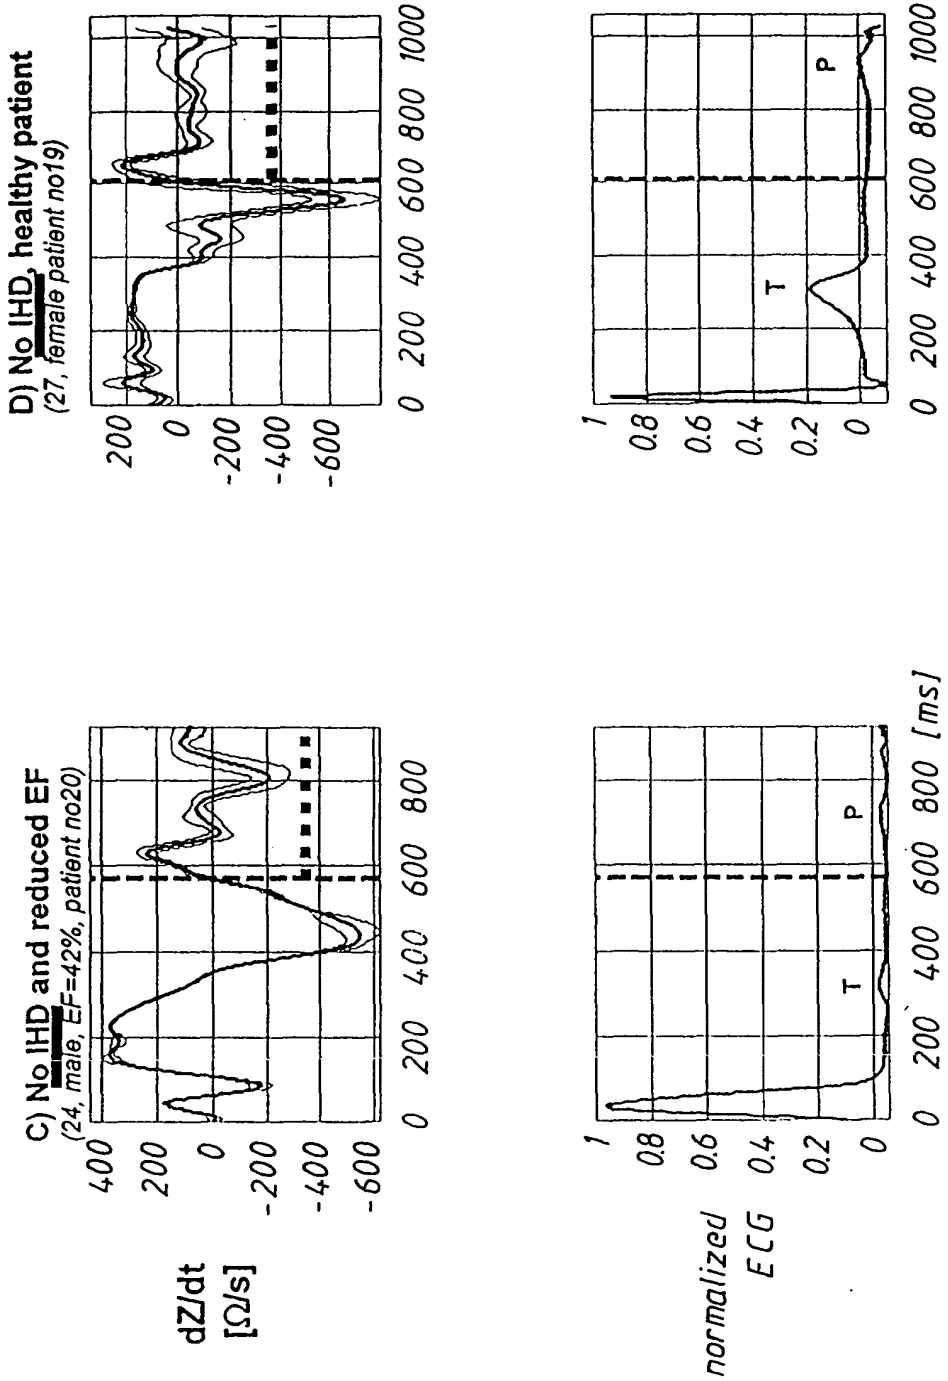 C) No IHD and reduced EF
(24, male, EF=42%, patient no20)
dZ/dt
[Ω/s]
400
200
0
-200
-400
-600
0 200 400 600 800
D) No IHD, healthy patient
(27, female patient no19)
200
0
-200
-400
-600
0 200 400 600 800 1000
normalized
ECG
1
0.8
0.6
0.4
0.2
0
T P
0 200 400 600 800 [ms]
1
0.8
0.6
0.4
0.2
0
T P
0 200 400 600 800 1000